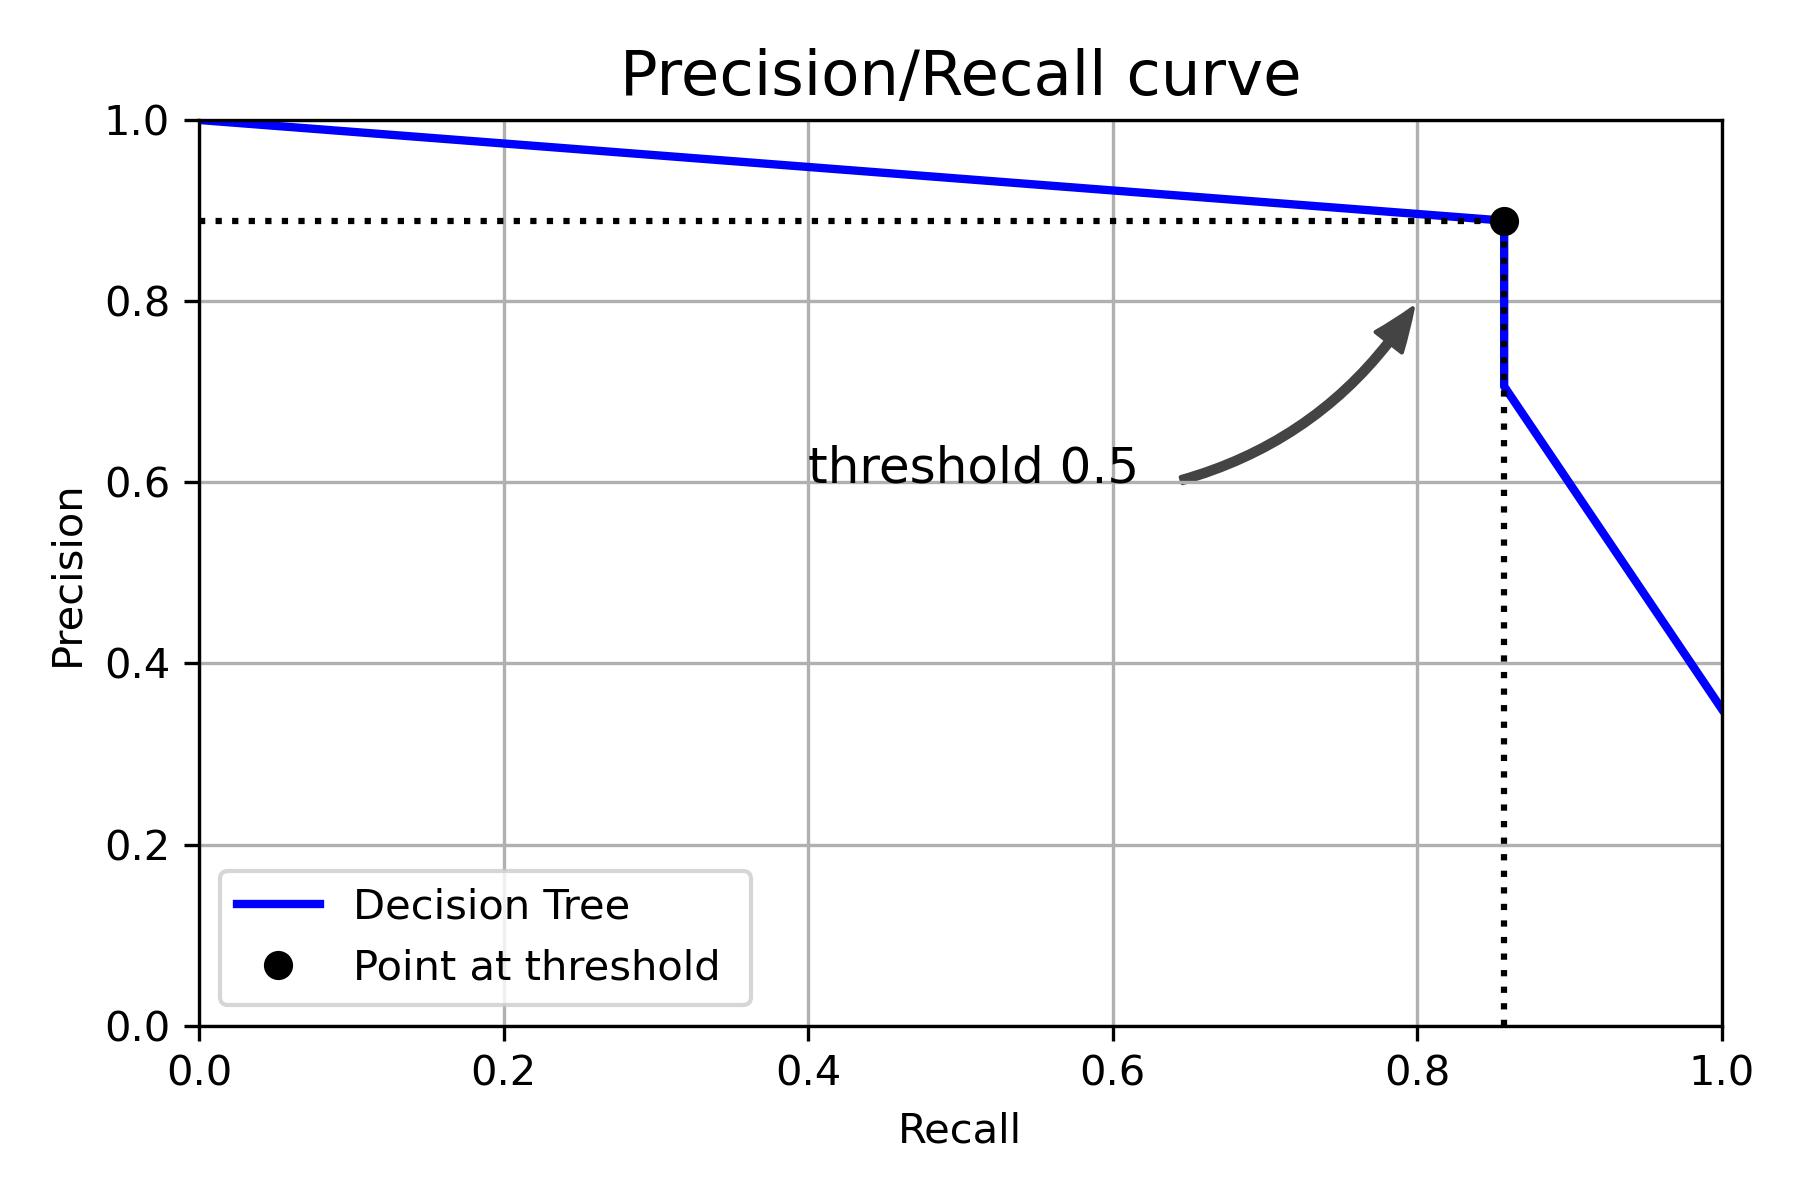 Precision/Recall curve
1.0
0.8
0.6
0.4
0.2
0.0
Precision
threshold 0.5
Decision Tree
Point at threshold
0.0 0.2 0.4 0.6 0.8 1.0
Recall